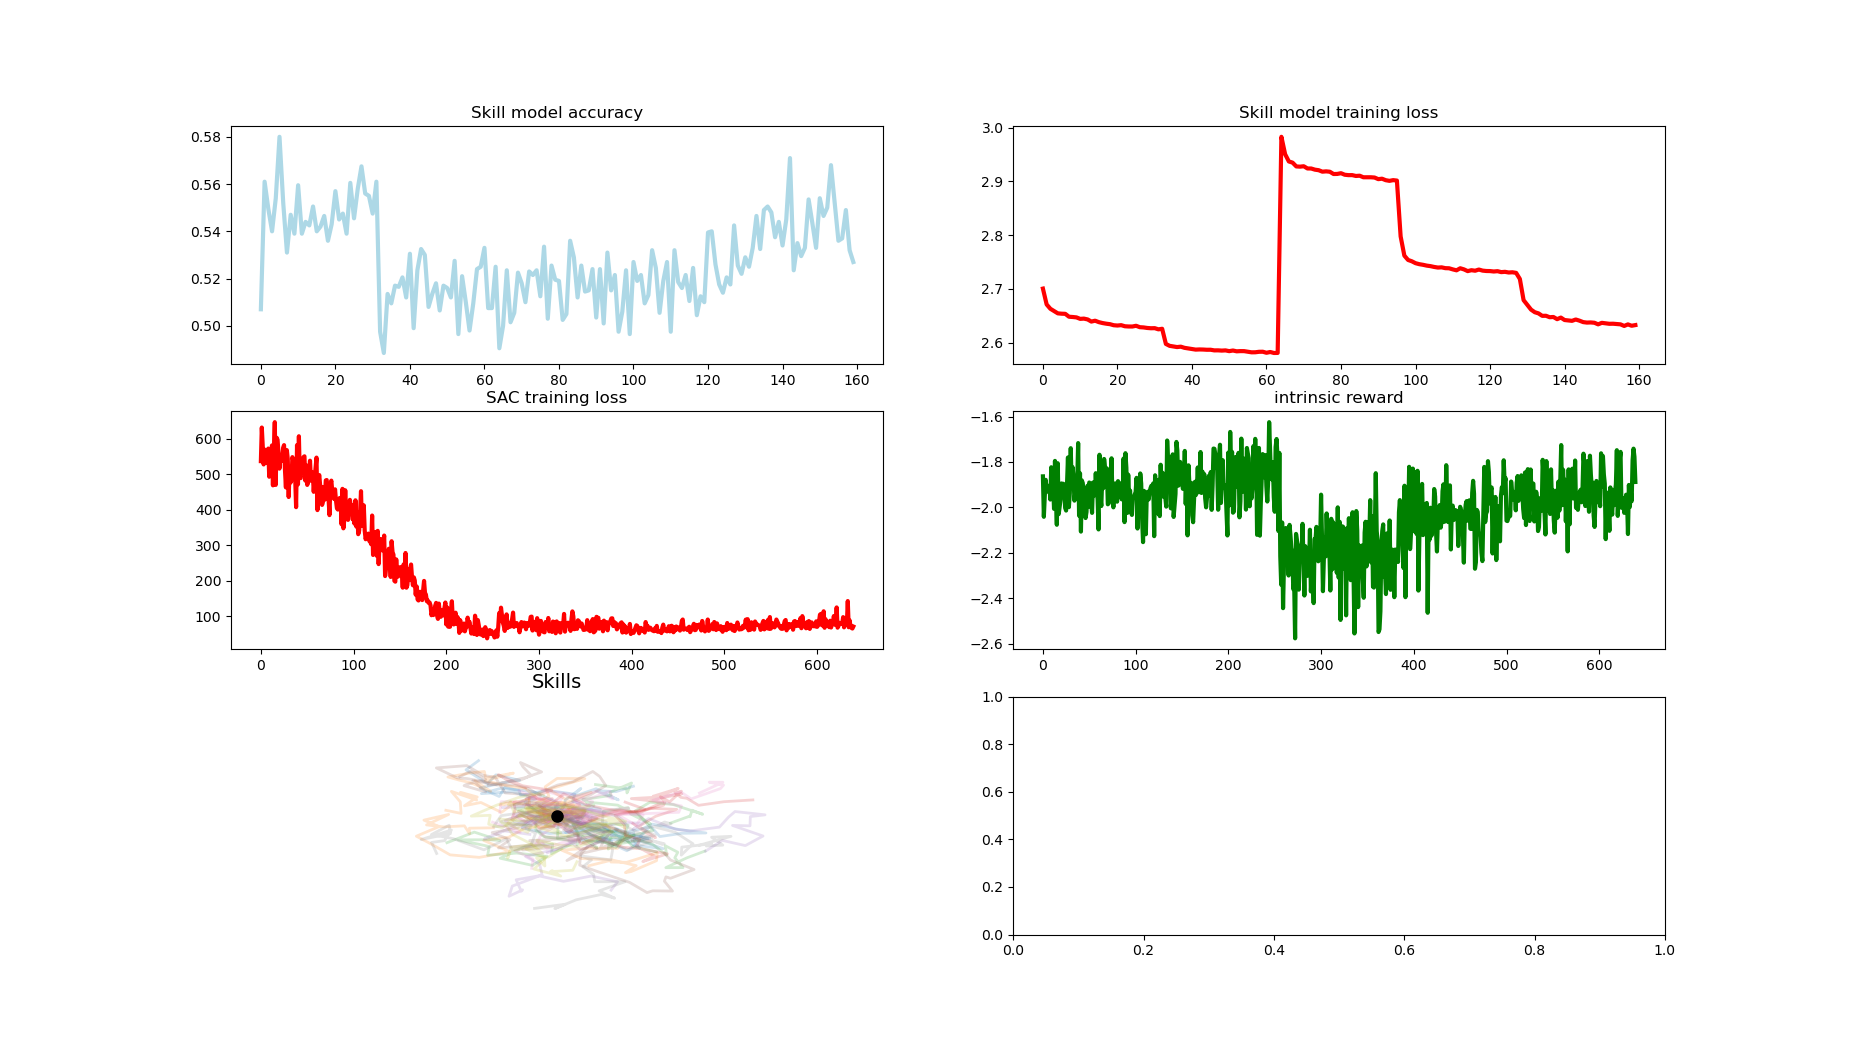 Skill model accuracy
0.58
0.56
0.54
0.52
0.50
0 20 40 60 80 100 120 140 160
Skill model training loss
3.0
2.9
2.8
2.7
2.6
0 20 40 60 80 100 120 140 160
SAC training loss
600
500
400
300
200
100
0 100 200 300 400 500 600
intrinsic reward
−1.6
−1.8
−2.0
−2.2
−2.4
−2.6
0 100 200 300 400 500 600
Skills
1.0
0.8
0.6
0.4
0.2
0.0
0.0 0.2 0.4 0.6 0.8 1.0